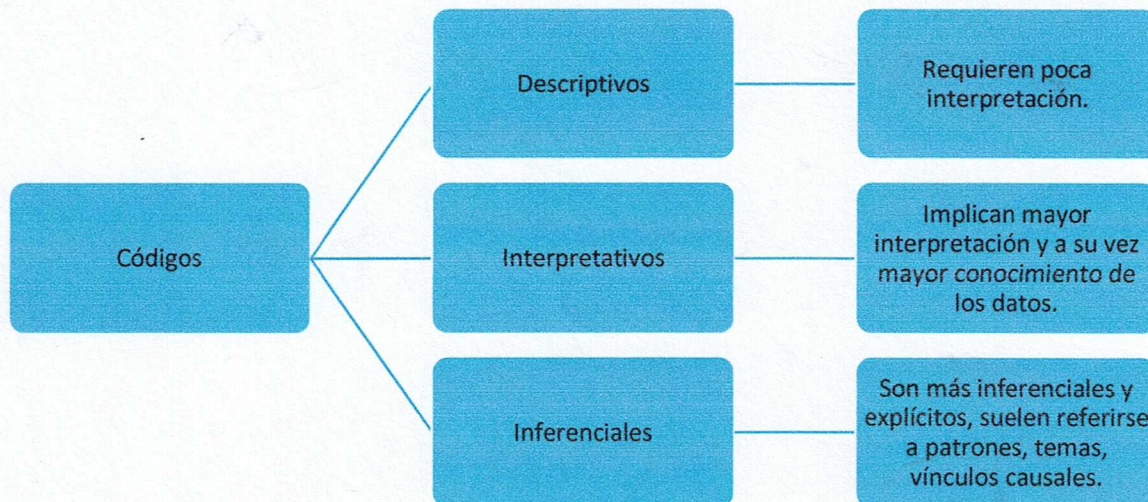 Códigos
Descriptivos
Requieren poca
interpretación.
Interpretativos
Implican mayor
interpretación y a su vez
mayor conocimiento de
los datos.
Inferenciales
Son más inferenciales y
explícitos, suelen referirse
a patrones, temas,
vínculos causales.